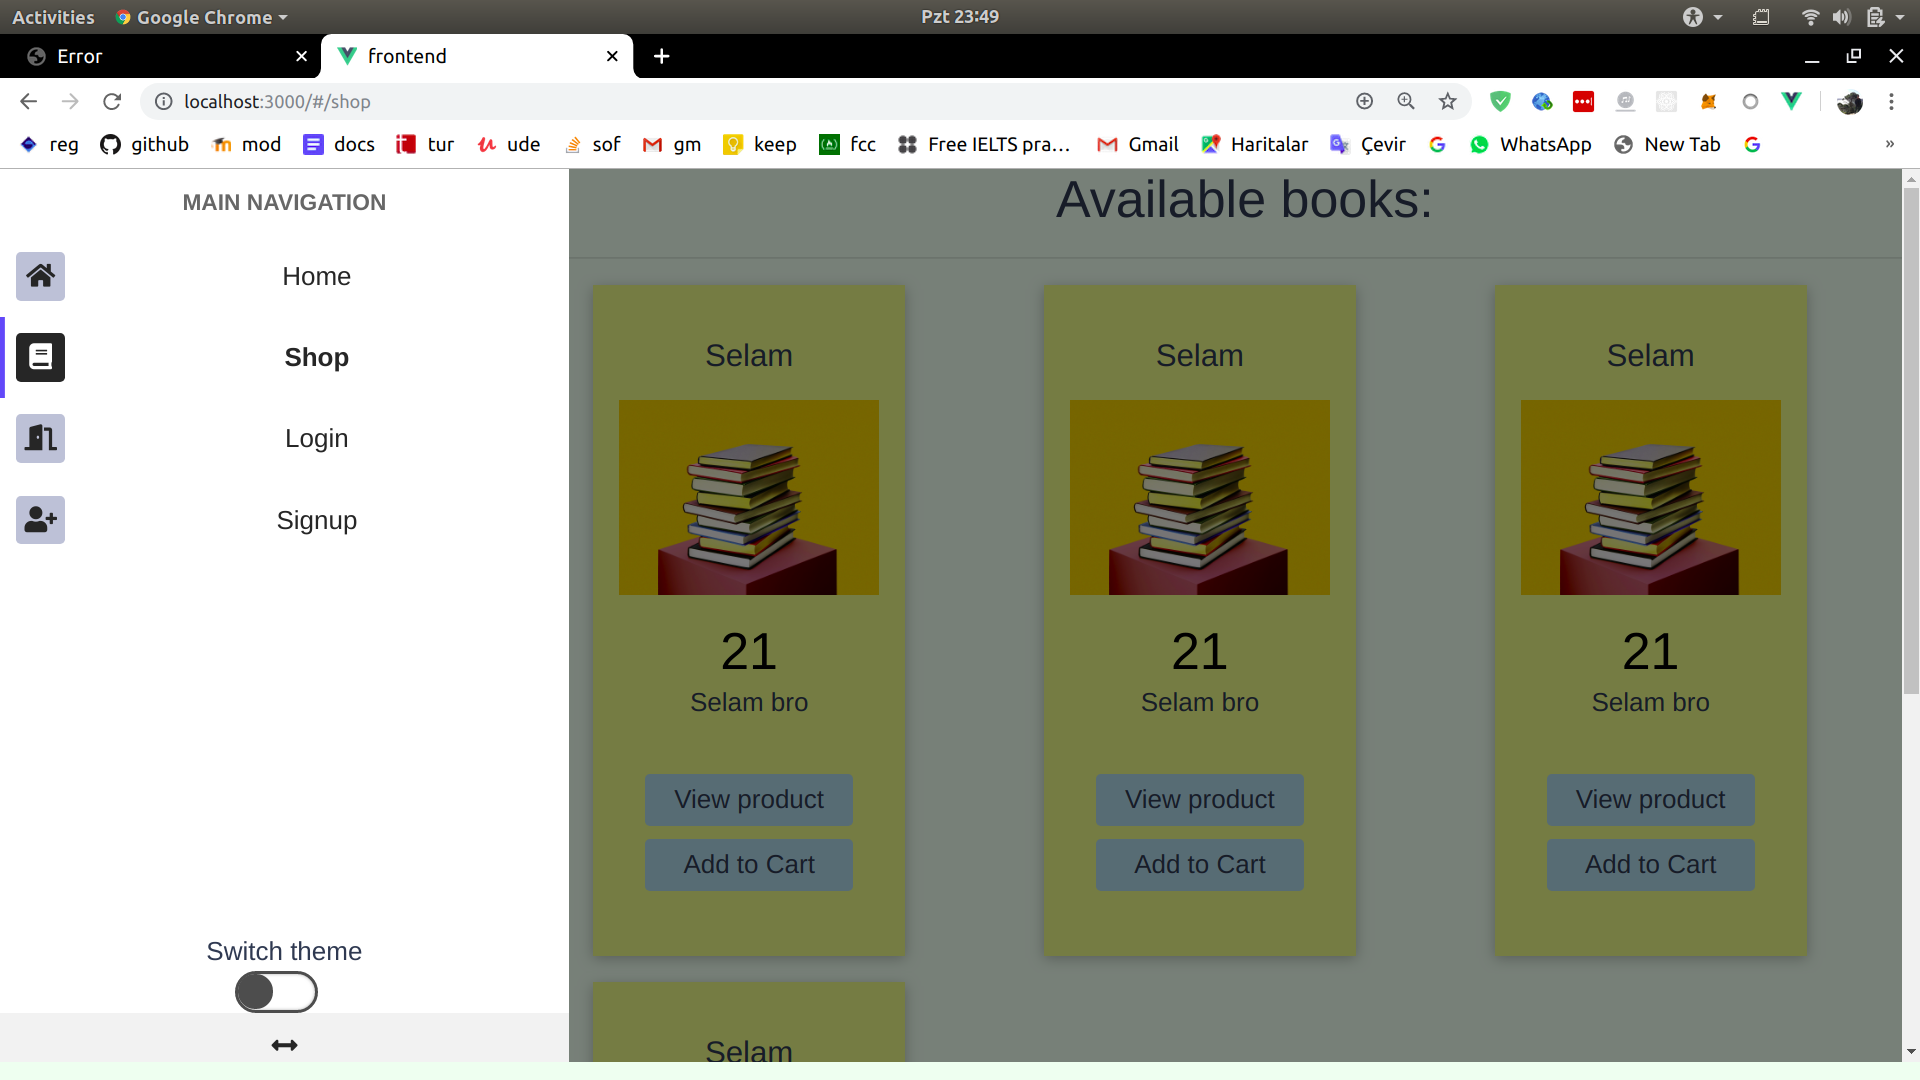 Activities Google Chrome Pzt 23:49
Error frontend
localhost:3000/#/shop
reg github mod docs tur ude sof gm keep fcc Free IELTS pra… Gmail Haritalar Çevir WhatsApp New Tab »
MAIN NAVIGATION
Home
Shop
Login
Signup
Switch theme
Available books:
Selam Selam Selam
21 21 21
Selam bro Selam bro Selam bro
View product View product View product
Add to Cart Add to Cart Add to Cart
Selam